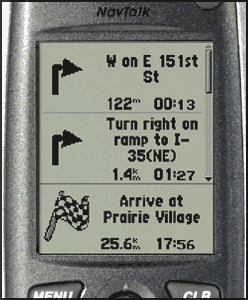 NavTalk
W on E 151st
St
122m 00:13
Turn right on
ramp to I-
35(NE)
1.4km 01:27
Arrive at
Prairie Village
25.6km 17:56
MENU
CLR